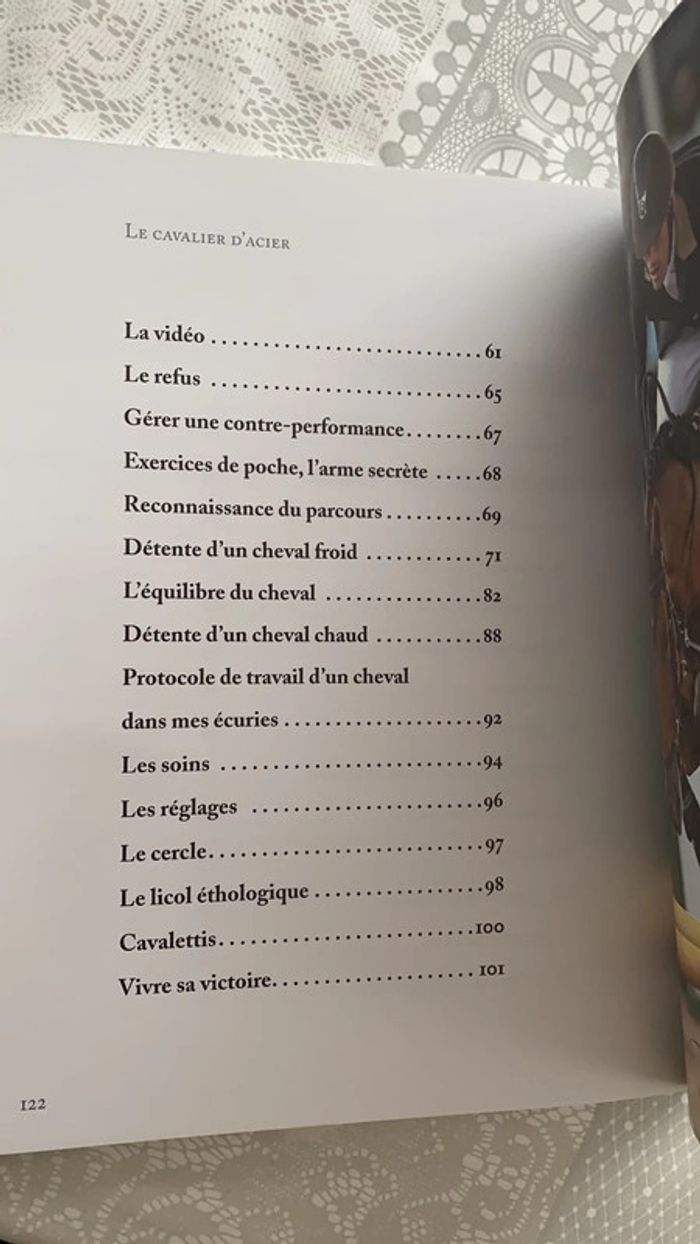 Le cavalier d'acier
La vidéo ............................61
Le refus ............................65
Gérer une contre-performance........67
Exercices de poche, l'arme secrète .....68
Reconnaissance du parcours..........69
Détente d'un cheval froid ............71
L'équilibre du cheval ................82
Détente d'un cheval chaud ...........88
Protocole de travail d'un cheval
dans mes écuries.....................92
Les soins ...........................94
Les réglages ........................96
Le cercle............................97
Le licol éthologique.................98
Cavalettis..........................100
Vivre sa victoire.................... 101
122